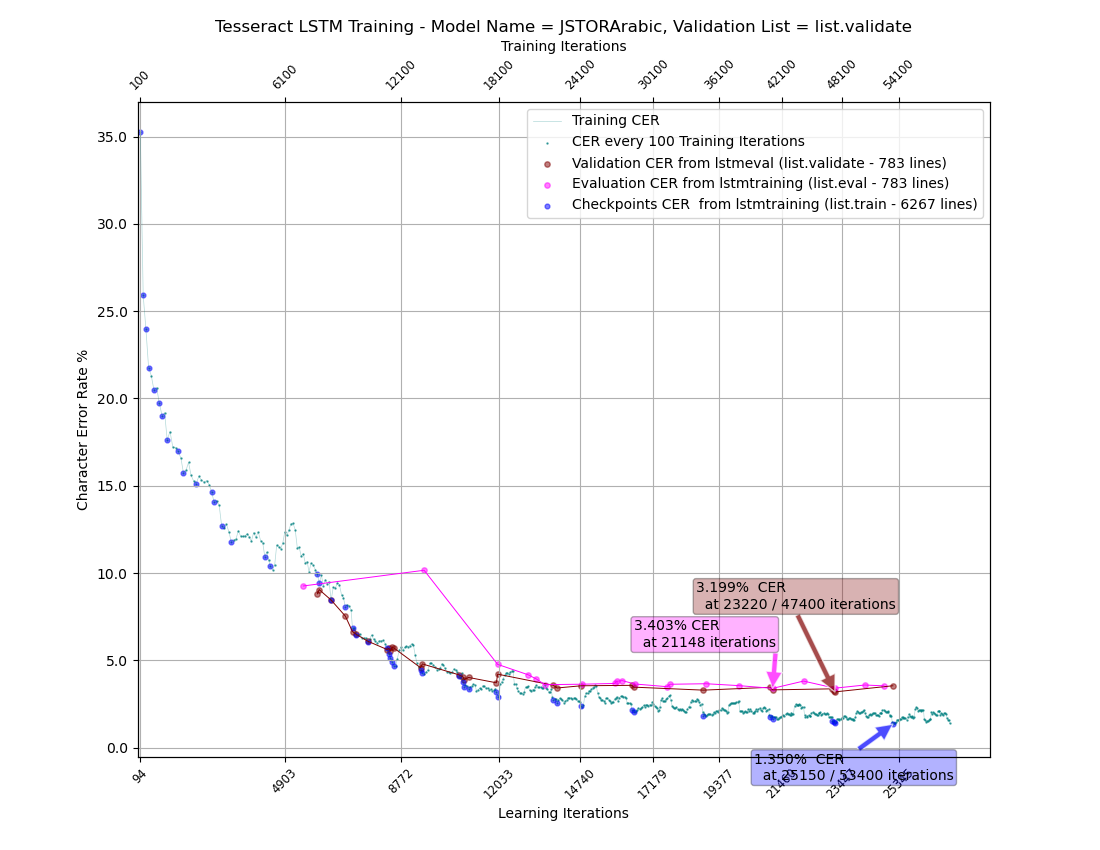 Tesseract LSTM Training - Model Name = JSTORArabic, Validation List = list.validate
Training Iterations
100 6100 12100 18100 24100 30100 36100 42100 48100 54100
Training CER
CER every 100 Training Iterations
Validation CER from lstmeval (list.validate - 783 lines)
Evaluation CER from lstmtraining (list.eval - 783 lines)
Checkpoints CER  from lstmtraining (list.train - 6267 lines)
Character Error Rate %
35.0
30.0
25.0
20.0
15.0
10.0
5.0
0.0
3.199%  CER
at 23220 / 47400 iterations
3.403% CER
at 21148 iterations
1.350%  CER
at 25150 / 53400 iterations
94 4903 8772 12033 14740 17179 19377
Learning Iterations